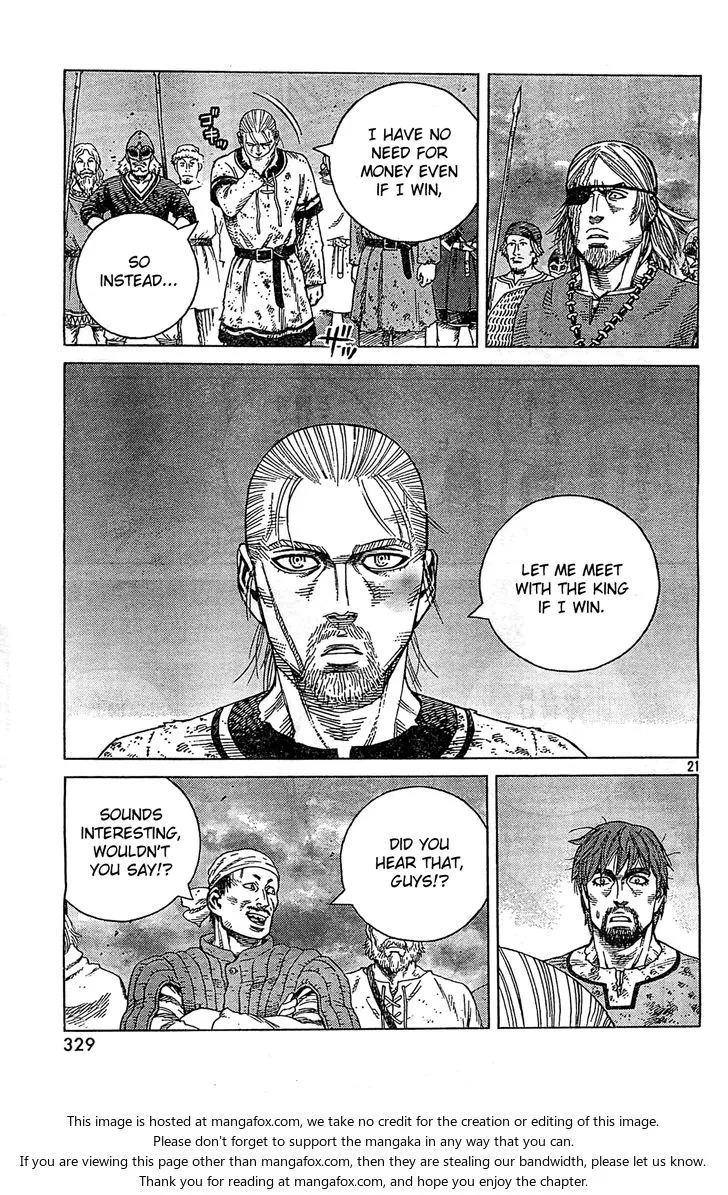 I HAVE NO
NEED FOR
MONEY EVEN
IF I WIN,
SO
INSTEAD...
ザッ
LET ME MEET
WITH THE KING
IF I WIN.
21
DID YOU
HEAR THAT,
GUYS!?
SOUNDS
INTERESTING,
WOULDN'T
YOU SAY!?
329
This image is hosted at mangafox.com, we take no credit for the creation or editing of this image.
Please don't forget to support the mangaka in any way that you can.
If you are viewing this page other than mangafox.com, then they are stealing our bandwidth, please let us know.
Thank you for reading at mangafox.com, and hope you enjoy the chapter.